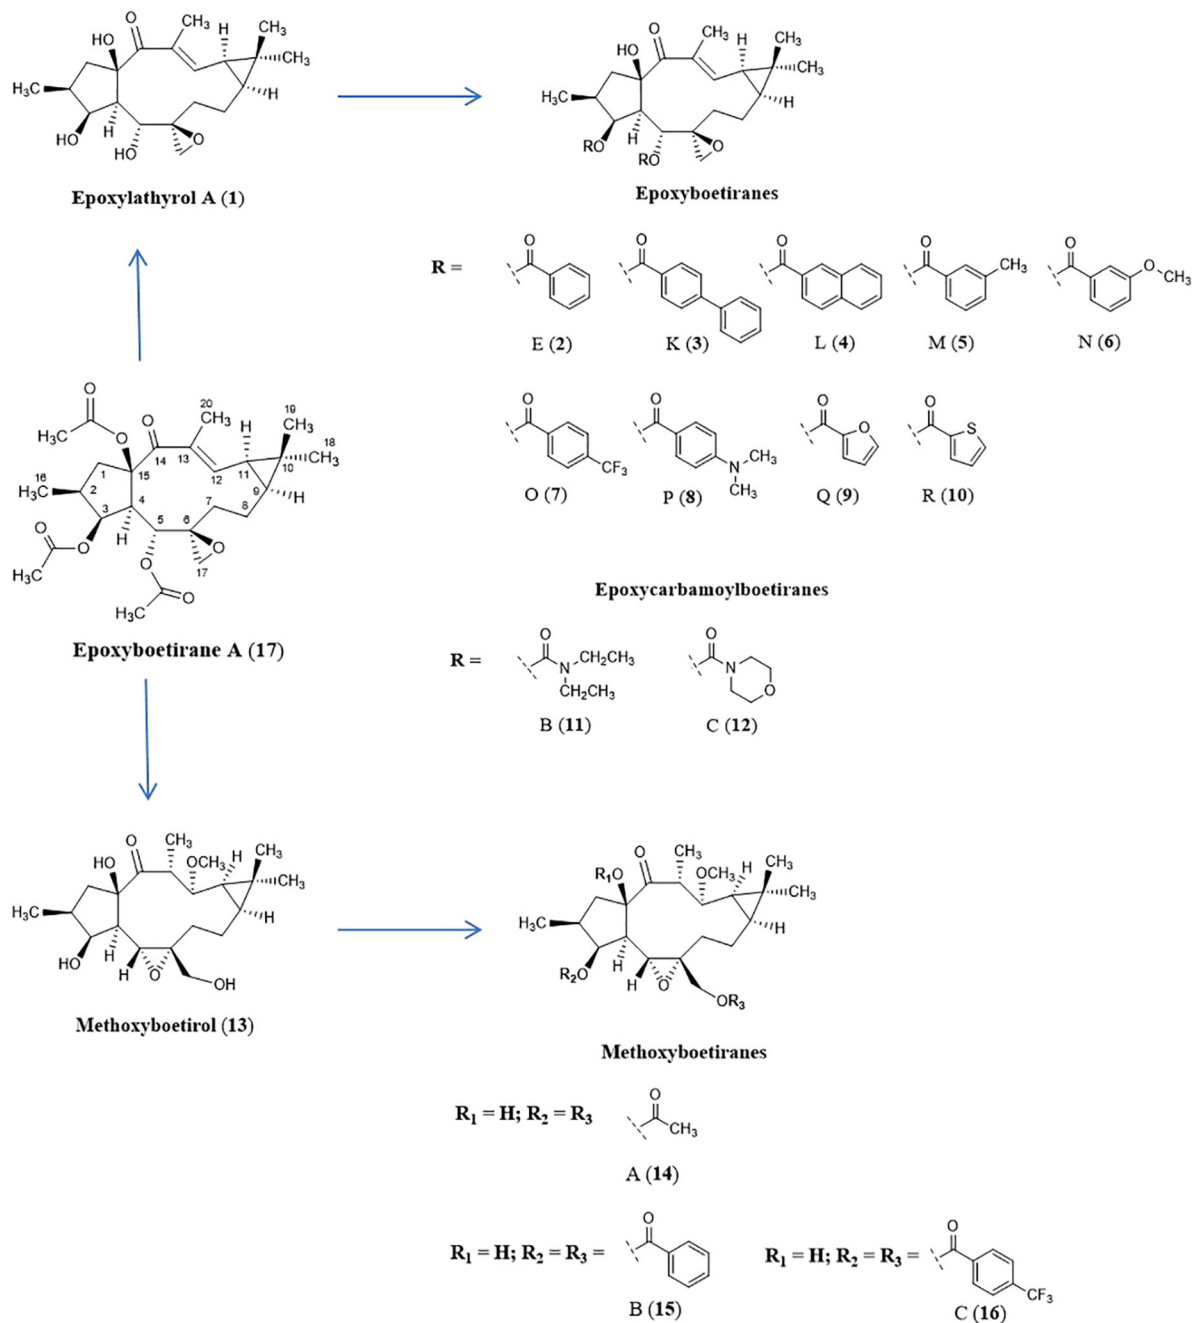 O CH₃ H CH₃
HO CH₃
H₃C H
HO H HO O
Epoxylathyrol A (1)
O CH₃ H CH₃
HO CH₃
H₃C H
RO H RO O
Epoxyboetiranes
R =
O
E (2)
O
K (3)
O
L (4)
O CH₃
M (5)
O O CH₃
N (6)
O CF₃
O (7)
O N CH₃ CH₃
P (8)
O O
Q (9)
O S
R (10)
O H₃C O O 20 CH₃ H 19 CH₃
14 13 12 11 10 18 CH₃
16 H₃C 1 15 2 4 3 7 8 9 H
O O H 5 6 O 17
H₃C O H₃C O
Epoxyboetirane A (17)
Epoxycarbamoylboetiranes
R =
O N CH₂CH₃ CH₂CH₃
B (11)
O N O
C (12)
O CH₃ OCH₃ H CH₃
HO CH₃
H₃C H
HO H H O OH
Methoxyboetirol (13)
O CH₃ OCH₃ H CH₃
R₁O CH₃
H₃C H
R₂O H H O OR₃
Methoxyboetiranes
R₁ = H; R₂ = R₃
O CH₃
A (14)
R₁ = H; R₂ = R₃ =
O
B (15)
R₁ = H; R₂ = R₃ =
O CF₃
C (16)